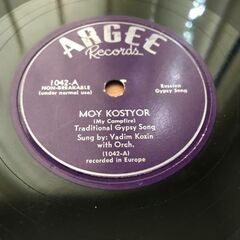 ARGEE
Records
1042-A
NON-BREAKABLE
(under normal use)
Russian
Gypsy Song
MOY KOSTYOR
(My Campfire)
Traditional Gypsy Song
Sung by: Vadim Kozin
with Orch.
(1042-A)
recorded in Europe